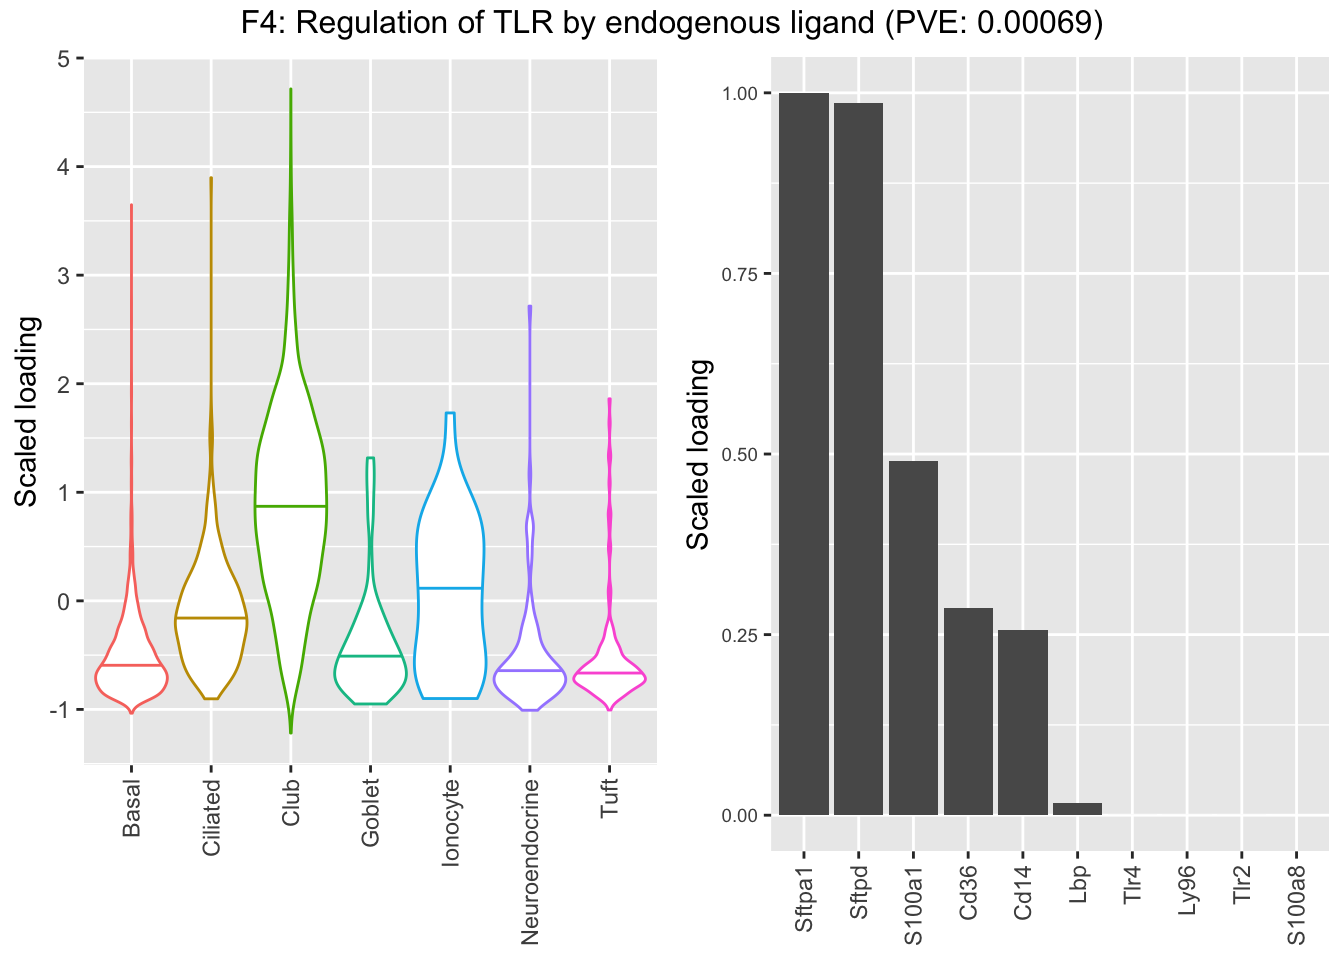 F4: Regulation of TLR by endogenous ligand (PVE: 0.00069)
Scaled loading
5
4
3
2
1
0
-1
Basal
Ciliated
Club
Goblet
Ionocyte
Neuroendocrine
Tuft
Scaled loading
1.00
0.75
0.50
0.25
0.00
Sftpa1
Sftpd
S100a1
Cd36
Cd14
Lbp
Tlr4
Ly96
Tlr2
S100a8